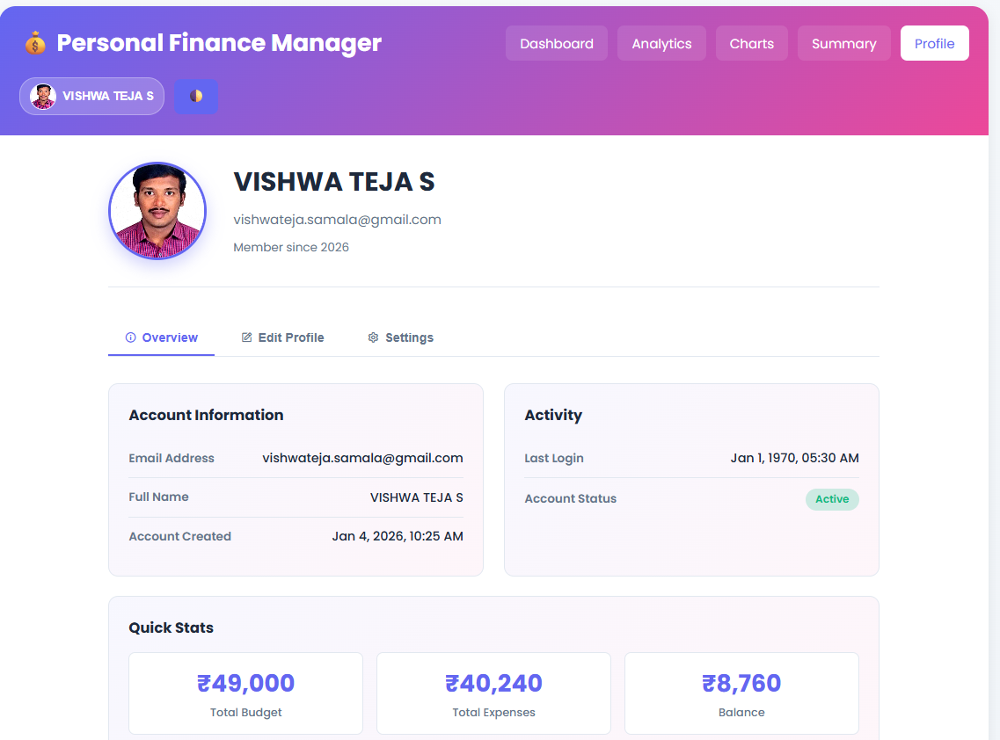 💰 Personal Finance Manager
Dashboard
Analytics
Charts
Summary
Profile
VISHWA TEJA S
VISHWA TEJA S
vishwateja.samala@gmail.com
Member since 2026
Overview
Edit Profile
Settings
Account Information
Email Address vishwateja.samala@gmail.com
Full Name VISHWA TEJA S
Account Created Jan 4, 2026, 10:25 AM
Activity
Last Login Jan 1, 1970, 05:30 AM
Account Status Active
Quick Stats
₹49,000
Total Budget
₹40,240
Total Expenses
₹8,760
Balance